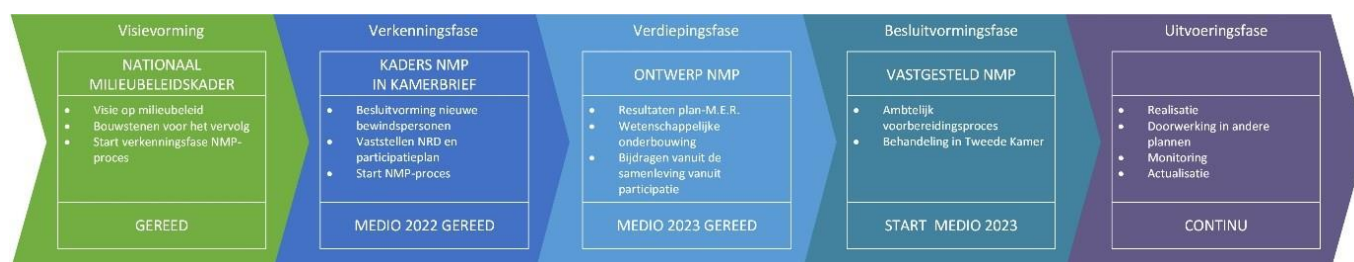 Visievorming
NATIONAAL
MILIEUBELEIDSKADER
• Visie op milieubeleid
• Bouwstenen voor het vervolg
• Start verkenningsfase NMP-
proces
GEREED
Verkenningsfase
KADERS NMP
IN KAMERBRIEF
• Besluitvorming nieuwe
bewindspersonen
• Vaststellen NRD en
participatieplan
• Start NMP-proces
MEDIO 2022 GEREED
Verdiepingsfase
ONTWERP NMP
• Resultaten plan-M.E.R.
• Wetenschappelijke
onderbouwing
• Bijdragen vanuit de
samenleving vanuit
participatie
MEDIO 2023 GEREED
Besluitvormingsfase
VASTGESTELD NMP
• Ambtelijk
voorbereidingsproces
• Behandeling in Tweede Kamer
START MEDIO 2023
Uitvoeringsfase
• Realisatie
• Doorwerking in andere
plannen
• Monitoring
• Actualisatie
CONTINU